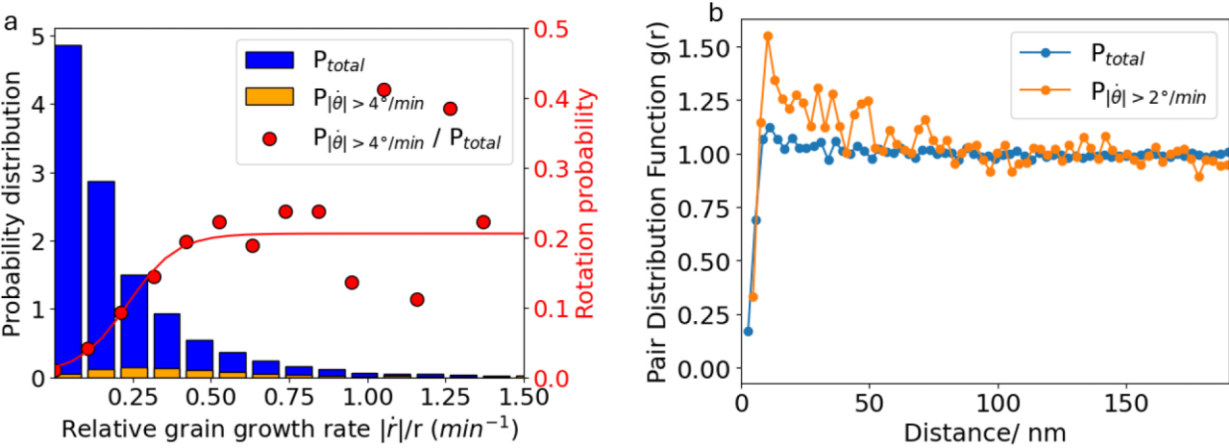 a
Probability distribution
5
4
3
2
1
0
P_total
P_|θ̇|>4°/min
P_|θ̇|>4°/min / P_total
0.5
0.4
0.3
0.2
0.1
0.0
Rotation probability
0.25 0.50 0.75 1.00 1.25 1.50
Relative grain growth rate |ṙ|/r (min⁻¹)
b
Pair Distribution Function g(r)
1.50
1.25
1.00
0.75
0.50
0.25
0.00
P_total
P_|θ̇|>2°/min
0 50 100 150
Distance/ nm